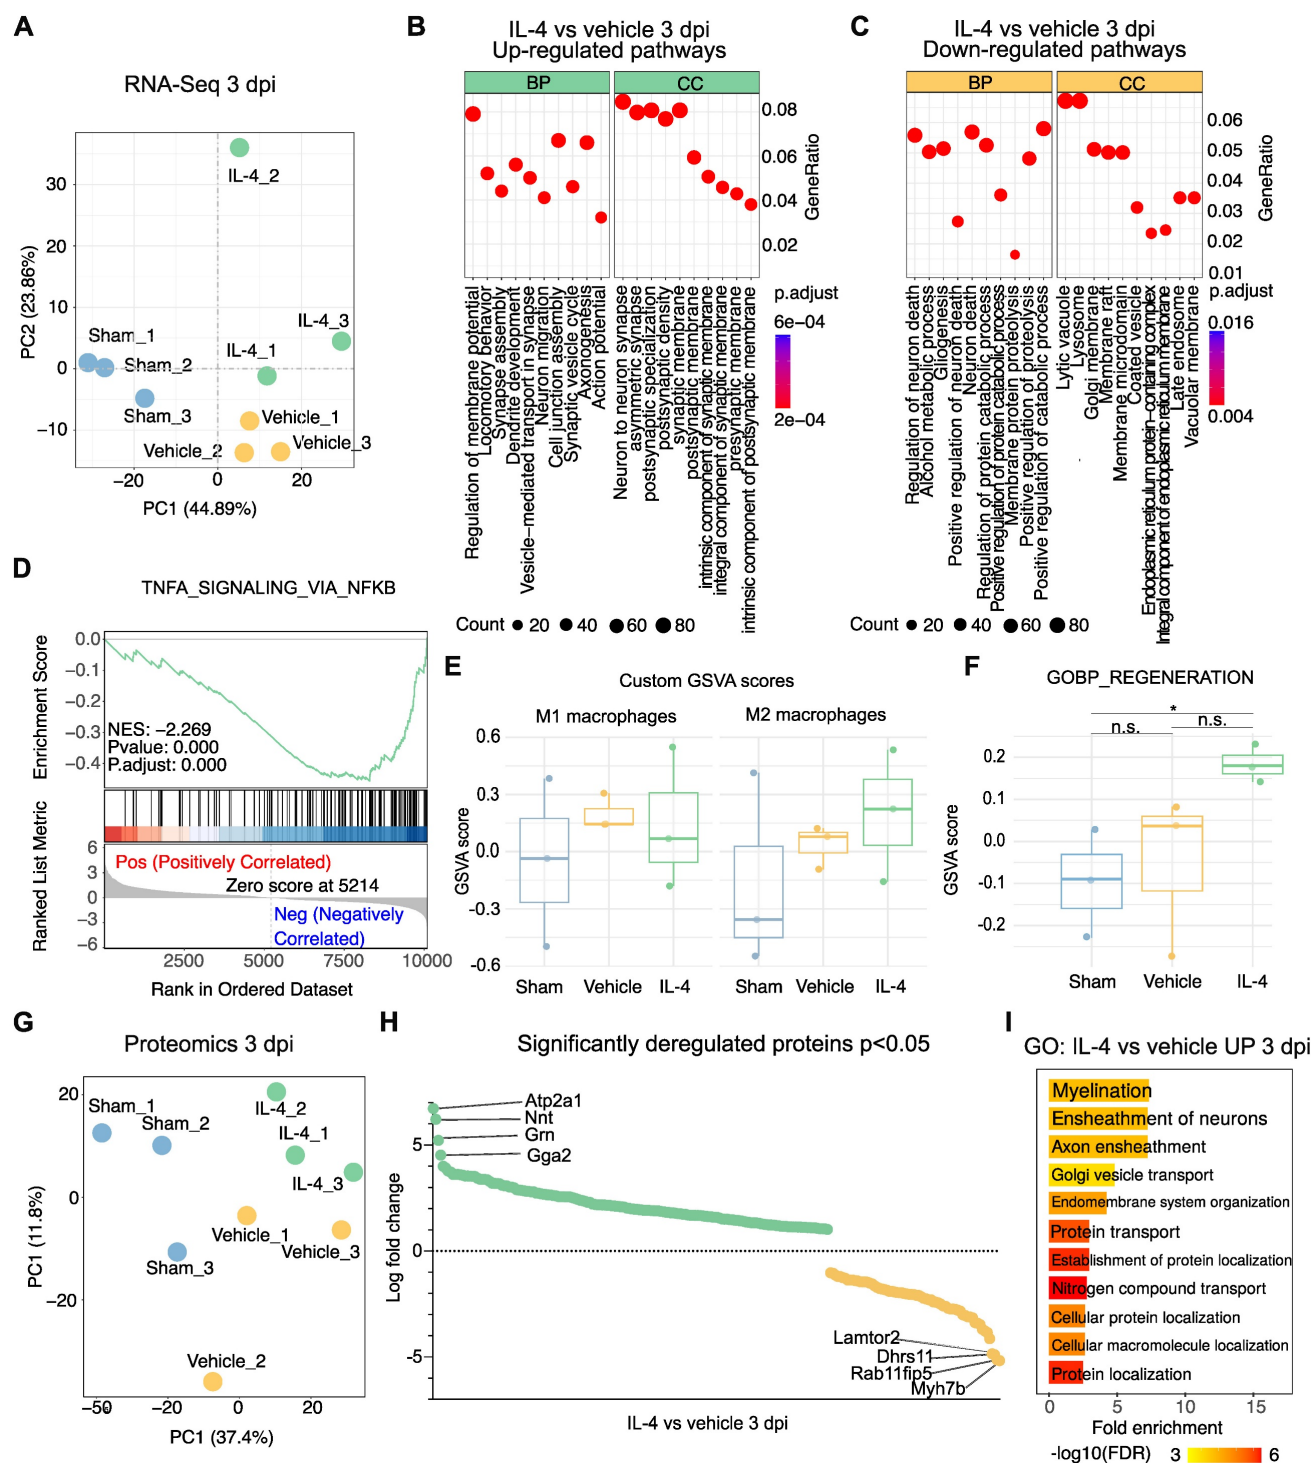 A
RNA-Seq 3 dpi
IL-4_2
IL-4_3
IL-4_1
Sham_1
Sham_2
Sham_3
Vehicle_1
Vehicle_2
Vehicle_3
PC2 (23.86%)
30
20
10
0
−10
−20
0
20
PC1 (44.89%)
B
IL-4 vs vehicle 3 dpi
Up-regulated pathways
BP
CC
0.08
0.06
0.04
0.02
GeneRatio
Regulation of membrane potential
Locomotory behavior
Synapse assembly
Dendrite development
Vesicle−mediated transport in synapse
Neuron migration
Cell junction assembly
Synaptic vesicle cycle
Axonogenesis
Action potential
Neuron to neuron synapse
asymmetric synapse
postsynaptic specialization
postsynaptic density
synaptic membrane
postsynaptic membrane
intrinsic component of synaptic membrane
integral component of synaptic membrane
presynaptic membrane
intrinsic component of postsynaptic membrane
p.adjust
6e−04
2e−04
Count
20
40
60
80
C
IL-4 vs vehicle 3 dpi
Down-regulated pathways
BP
CC
0.06
0.05
0.04
0.03
0.02
0.01
GeneRatio
Regulation of neuron death
Alcohol metabolic process
Gliogenesis
Positive regulation of neuron death
Neuron death
Regulation of protein catabolic process
Positive regulation of protein catabolic process
Membrane protein proteolysis
Positive regulation of proteolysis
Positive regulation of catabolic process
Lytic vacuole
Lysosome
Golgi membrane
Membrane raft
Membrane microdomain
Coated vesicle
Endoplasmic reticulum protein−containing complex
Integral component of endoplasmic reticulum membrane
Late endosome
Vacuolar membrane
p.adjust
0.016
0.004
Count
20
40
60
80
D
TNFA_SIGNALING_VIA_NFKB
Enrichment Score
0.0
−0.1
−0.2
−0.3
−0.4
NES: −2.269
Pvalue: 0.000
P.adjust: 0.000
Ranked List Metric
6
3
0
−3
−6
Pos (Positively Correlated)
Zero score at 5214
Neg (Negatively
Correlated)
2500
5000
7500
10000
Rank in Ordered Dataset
E
Custom GSVA scores
M1 macrophages
M2 macrophages
GSVA score
0.6
0.3
0.0
-0.3
-0.6
GSVA score
Sham
Vehicle
IL-4
Sham
Vehicle
IL-4
F
GOBP_REGENERATION
*
n.s.
n.s.
GSVA score
0.2
0.1
0.0
-0.1
-0.2
Sham
Vehicle
IL-4
G
Proteomics 3 dpi
Sham_1
Sham_2
Sham_3
IL-4_2
IL-4_1
IL-4_3
Vehicle_1
Vehicle_3
Vehicle_2
PC1 (11.8%)
20
0
−20
0
20
PC1 (37.4%)
H
Significantly deregulated proteins p<0.05
Atp2a1
Nnt
Grn
Gga2
Log fold change
5
0
-5
Lamtor2
Dhrs11
Rab11fip5
Myh7b
IL-4 vs vehicle 3 dpi
I
GO: IL-4 vs vehicle UP 3 dpi
Myelination
Ensheathment of neurons
Axon ensheathment
Golgi vesicle transport
Endomembrane system organization
Protein transport
Establishment of protein localization
Nitrogen compound transport
Cellular protein localization
Cellular macromolecule localization
Protein localization
0
5
10
15
Fold enrichment
-log10(FDR)
3
6